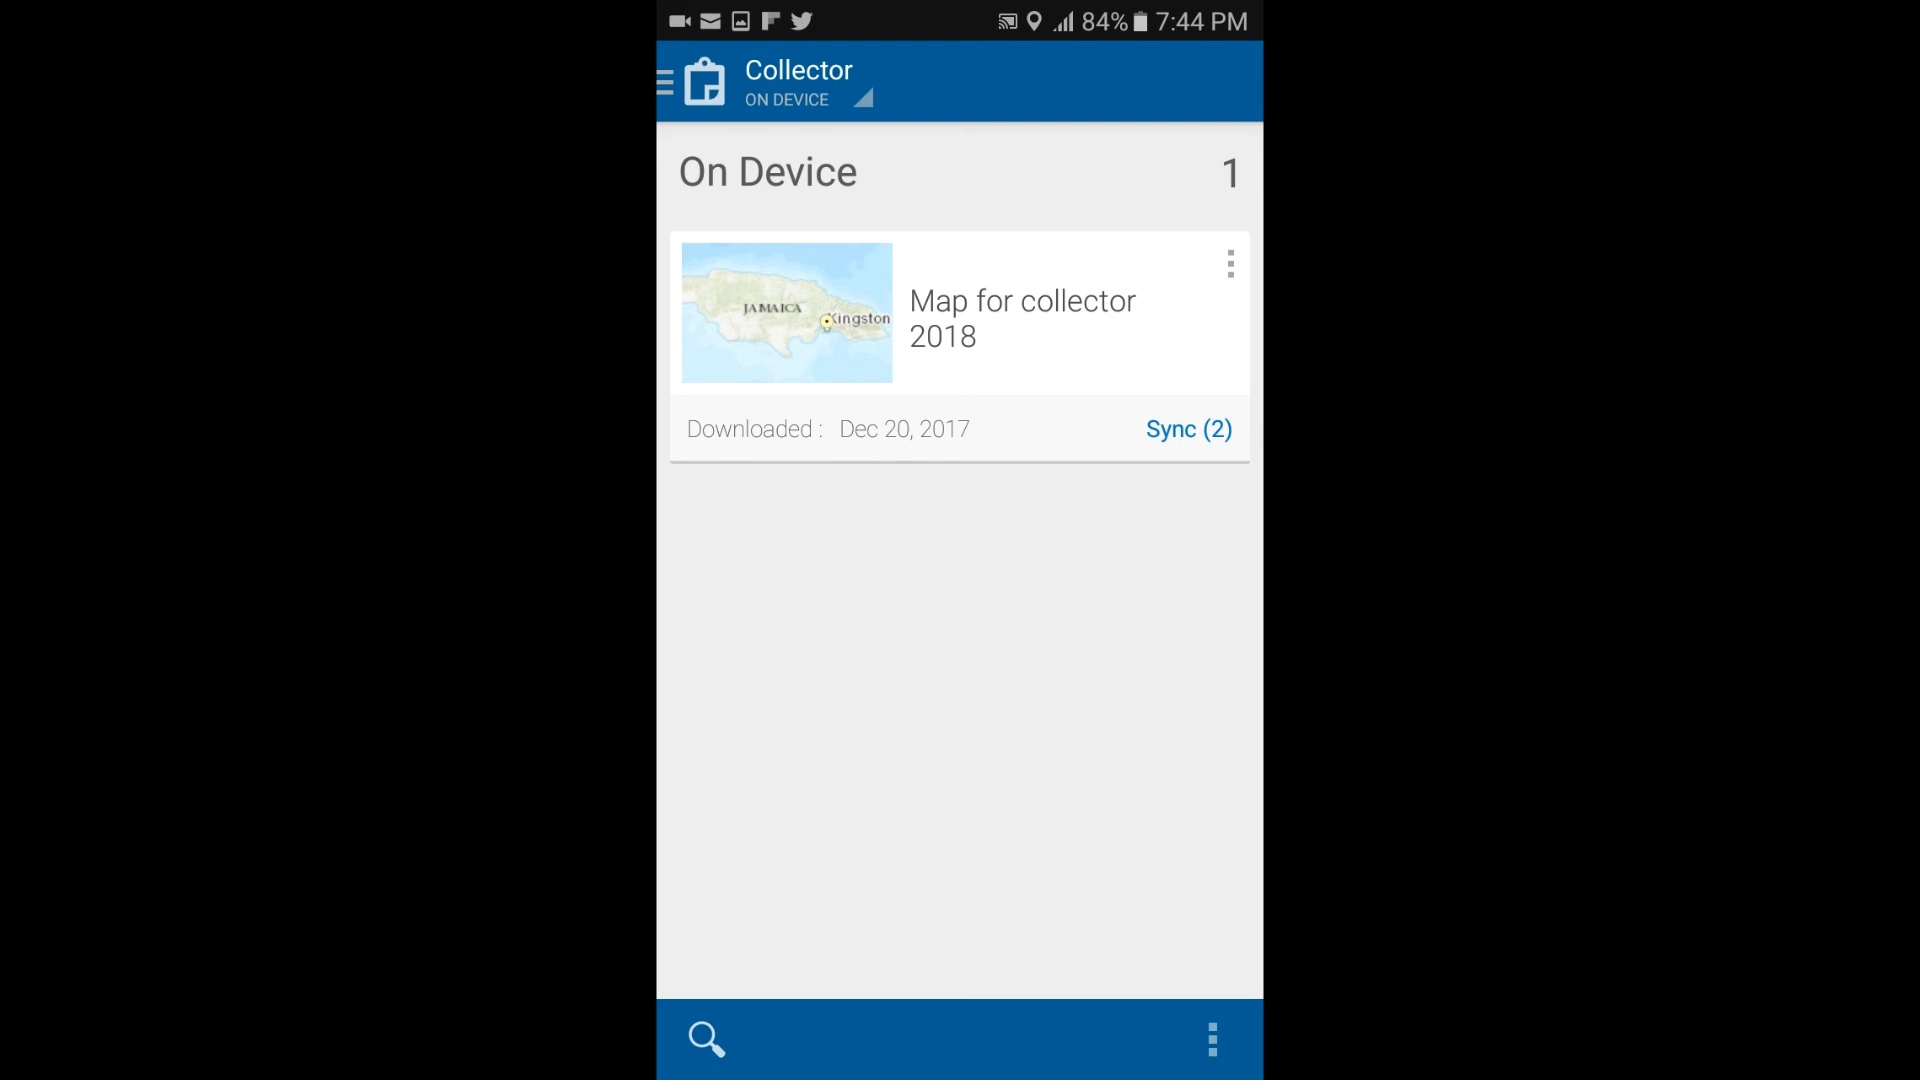 84% 7:44 PM
Collector
ON DEVICE
On Device 1
JAMAICA
Kingston
Map for collector
2018
Downloaded : Dec 20, 2017 Sync (2)